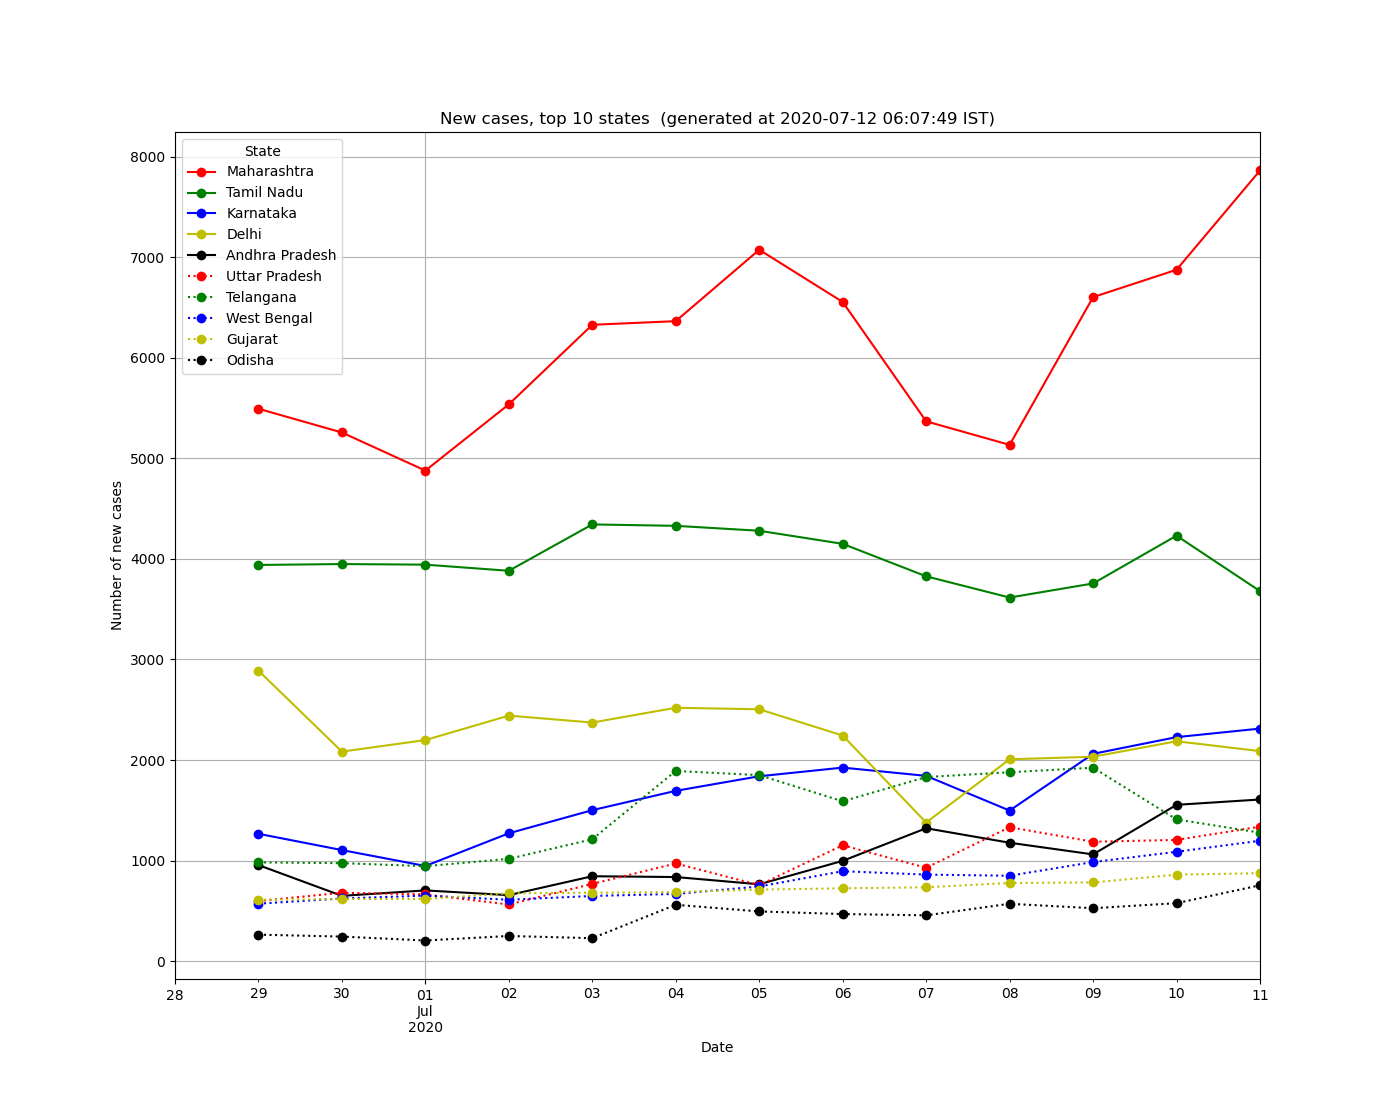 New cases, top 10 states  (generated at 2020-07-12 06:07:49 IST)
State
Maharashtra
Tamil Nadu
Karnataka
Delhi
Andhra Pradesh
Uttar Pradesh
Telangana
West Bengal
Gujarat
Odisha
8000
7000
6000
5000
4000
3000
2000
1000
0
Number of new cases
28 29 30 01 02 03 04 05 06 07 08 09 10 11
Jul
2020
Date